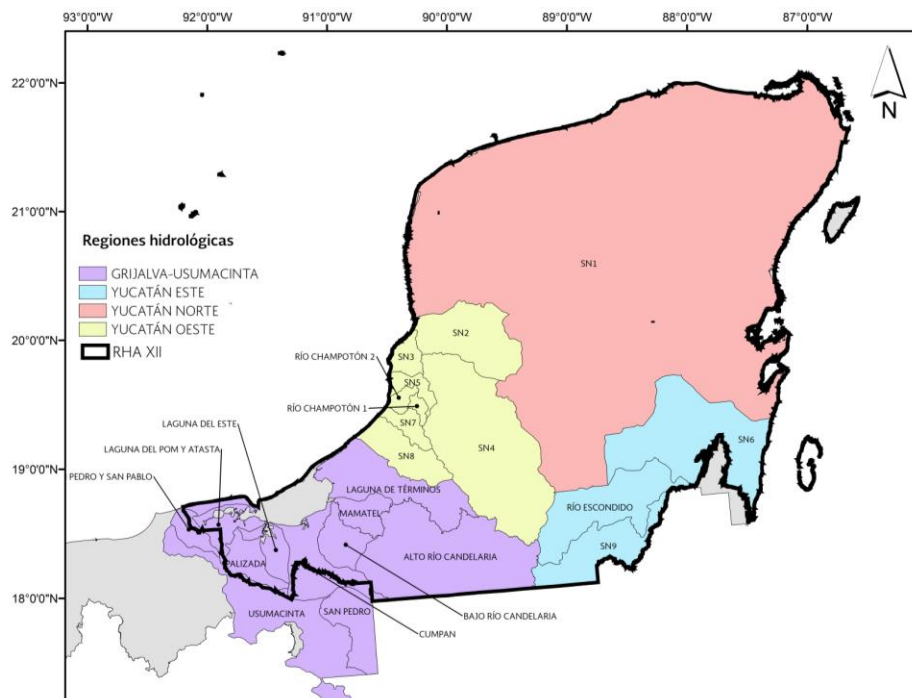 93°0'0"W 92°0'0"W 91°0'0"W 90°0'0"W 89°0'0"W 88°0'0"W 87°0'0"W
22°0'0"N
21°0'0"N
20°0'0"N
19°0'0"N
18°0'0"N
N
Regiones hidrológicas
GRIJALVA-USUMACINTA
YUCATÁN ESTE
YUCATÁN NORTE
YUCATÁN OESTE
RHA XII
SN1
SN2
SN3
RÍO CHAMPOTÓN 2
SN5
RÍO CHAMPOTÓN 1
LAGUNA DEL ESTE
SN7
SN6
LAGUNA DEL POM Y ATASTA
SN4
SN8
PEDRO Y SAN PABLO
LAGUNA DE TÉRMINOS
MAMATEL
RÍO ESCONDIDO
PALIZADA
ALTO RÍO CANDELARIA
SN9
USUMACINTA
SAN PEDRO
BAJO RÍO CANDELARIA
CUMPAN